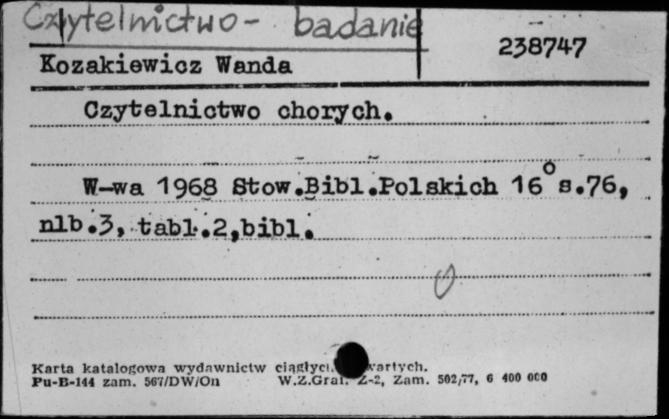 Czytelnictwo - badanie
238747
Kozakiewicz Wanda
Czytelnictwo chorych.
W-wa 1968 Stow.Bibl.Polskich 16° s.76,
nlb.3, tabl.2,bibl.
Karta katalogowa wydawnictw
Pu-B-144 zam. 567/DW/On W.Z.Graf. Z-2, Zam. 502/77, 6 400 000